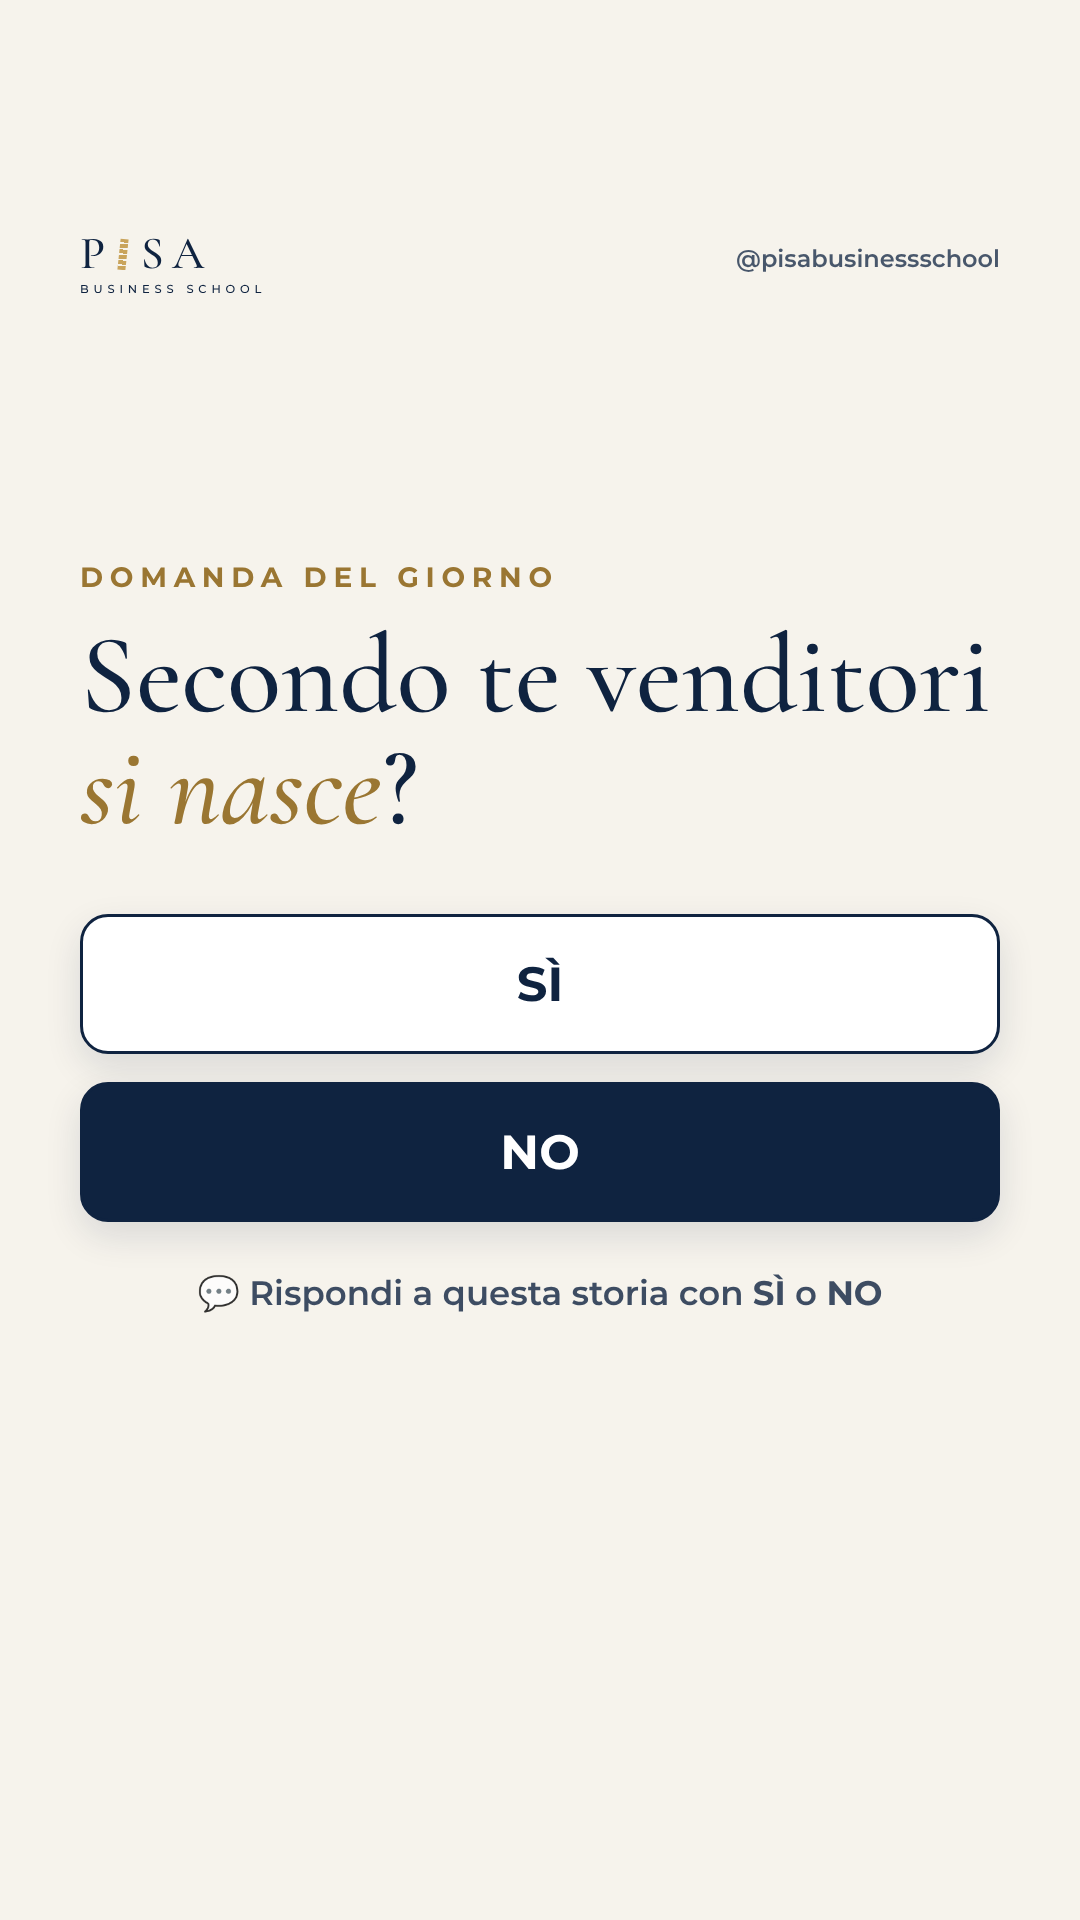 PISA
BUSINESS SCHOOL
@pisabusinessschool
DOMANDA DEL GIORNO
Secondo te venditori
si nasce?
SÌ
NO
💬 Rispondi a questa storia con SÌ o NO